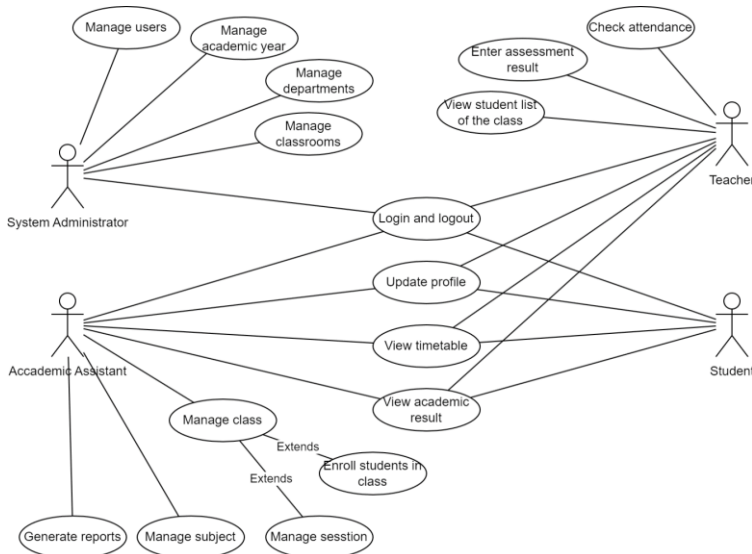 Manage users
Manage
academic year
Manage
departments
Manage
classrooms
Check attendance
Enter assessment
result
View student list
of the class
System Administrator
Teacher
Login and logout
Update profile
View timetable
View academic
result
Accademic Assistant
Student
Manage class
Extends
Enroll students in
class
Extends
Generate reports
Manage subject
Manage sesstion